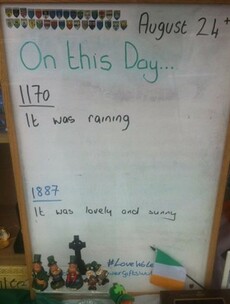 August 24th
On this Day...
1170
It was raining
1887
It was lovely and sunny